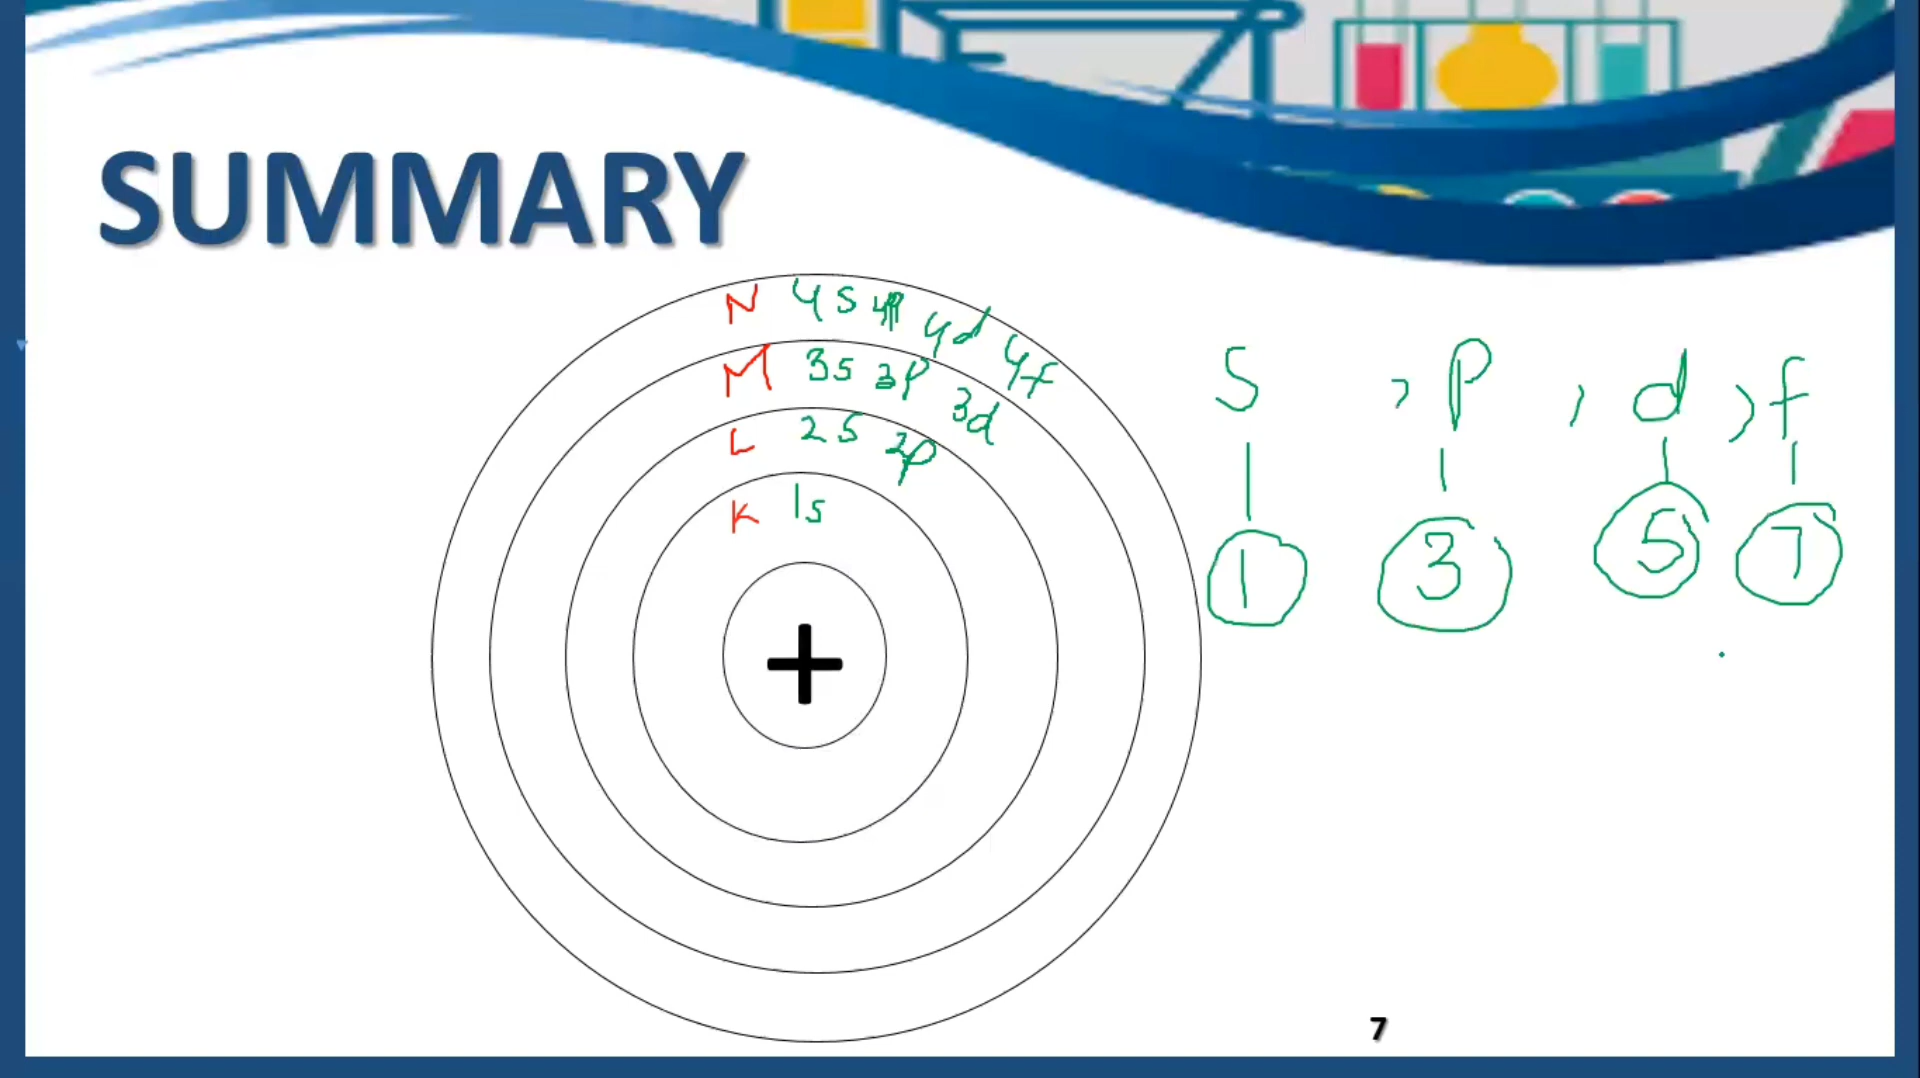 SUMMARY
N 4s 4p 4d 4f
M 3s 3p 3d
L 2s 2p
K 1s
+
S , P , d , f
1 3 5 7
7